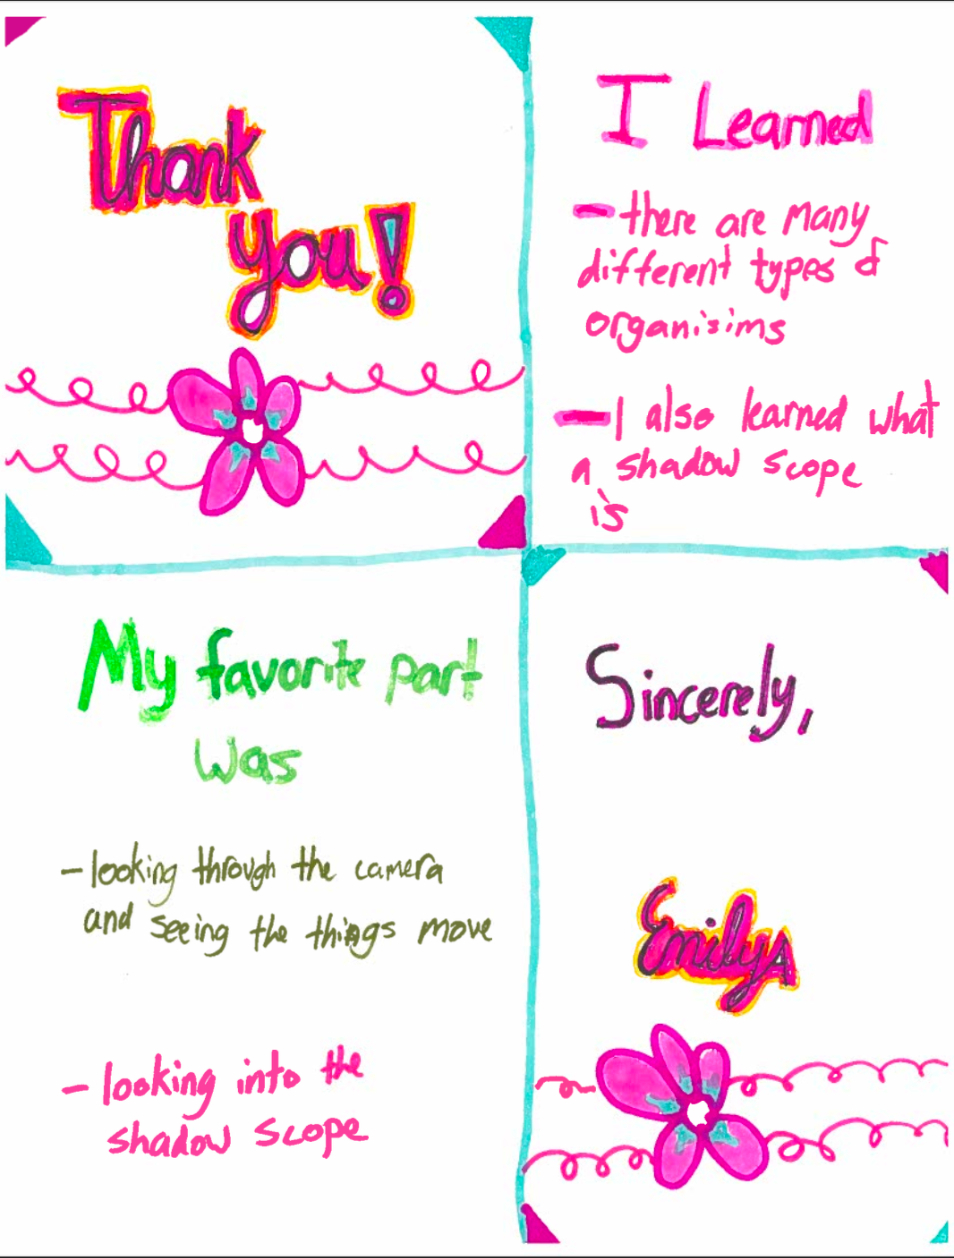 Thank
you!
I Learned
- there are many
different types of
organisims
- I also learned what
a shadow scope
is
My favorite part
was
- looking through the camera
and seeing the things move
- looking into the
shadow scope
Sincerely,
Emily A